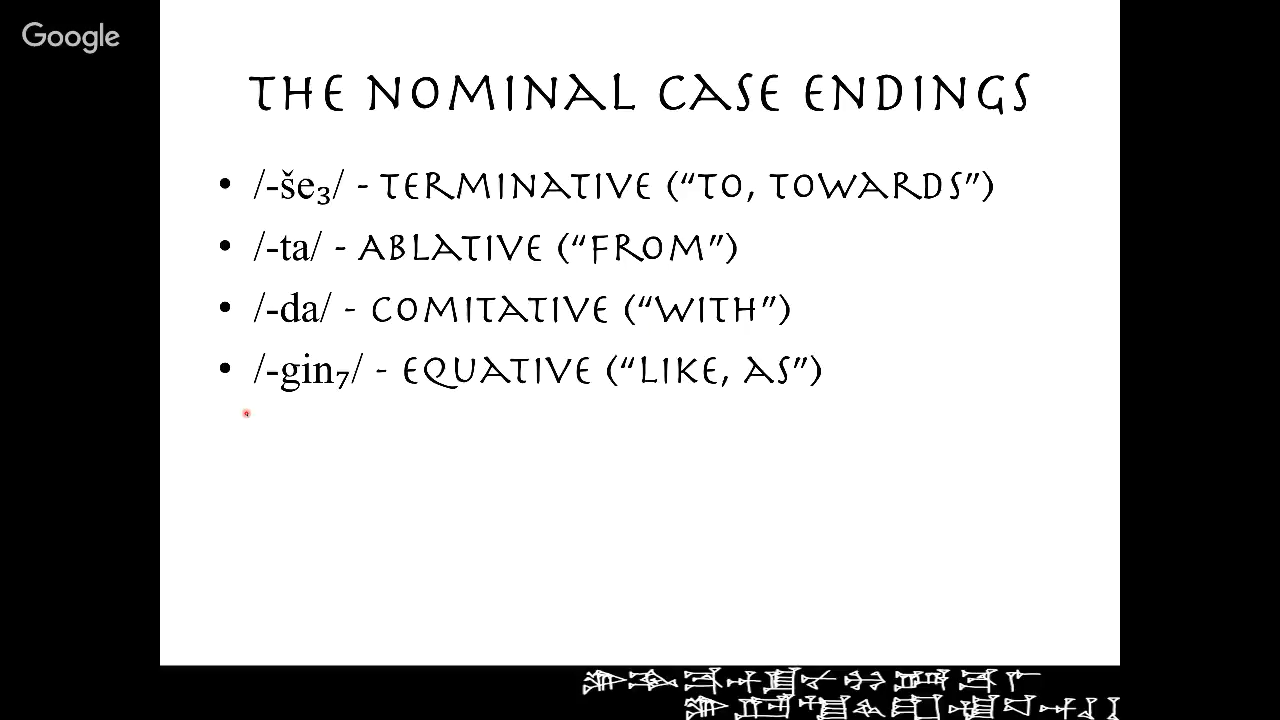 Google
THE NOMINAL CASE ENDINGS
• /-še₃/ - TERMINATIVE (“TO, TOWARDS”)
• /-ta/ - ABLATIVE (“FROM”)
• /-da/ - COMITATIVE (“WITH”)
• /-gin₇/ - EQUATIVE (“LIKE, AS”)